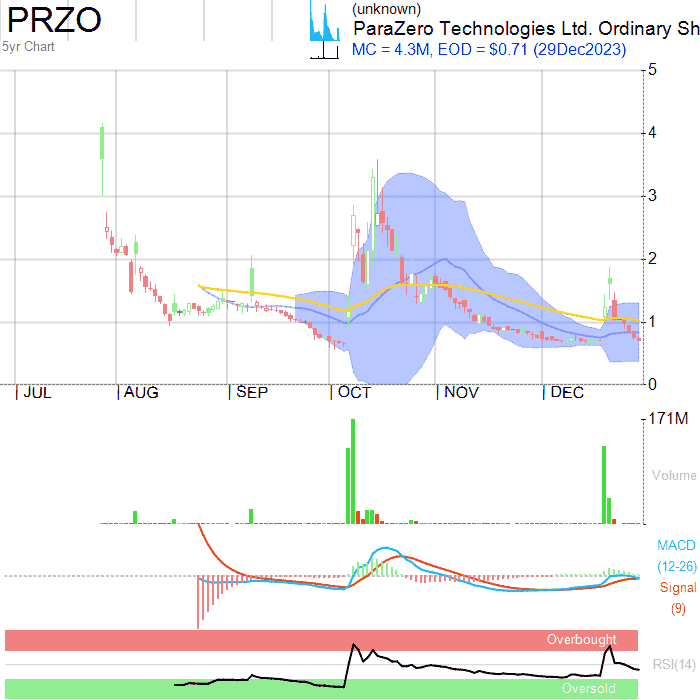 PRZO
(unknown)
ParaZero Technologies Ltd. Ordinary Sh
5yr Chart
MC = 4.3M, EOD = $0.71 (29Dec2023)
5
4
3
2
1
0
JUL AUG SEP OCT NOV DEC
171M
Volume
MACD
(12-26)
Signal
(9)
Overbought
RSI(14)
Oversold